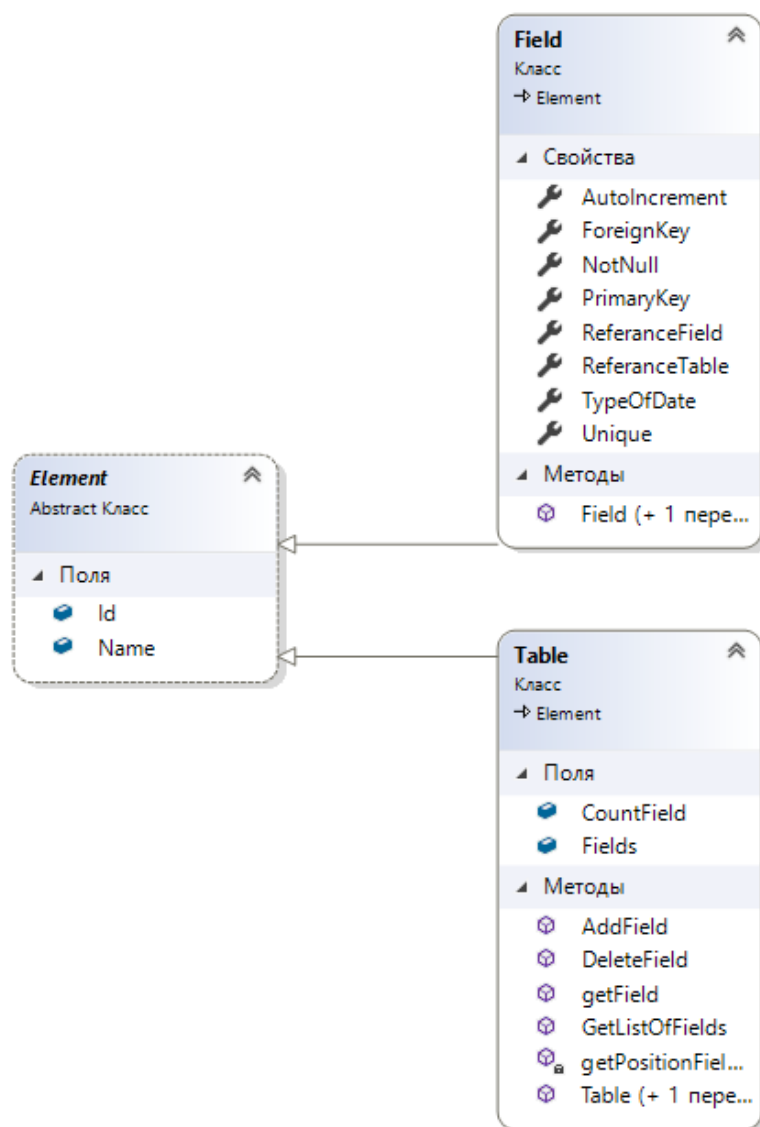 Field
Класс
Element
Свойства
AutoIncrement
ForeignKey
NotNull
PrimaryKey
ReferanceField
ReferanceTable
TypeOfDate
Unique
Методы
Field (+ 1 пере...
Element
Abstract Класс
Поля
Id
Name
Table
Класс
Element
Поля
CountField
Fields
Методы
AddField
DeleteField
getField
GetListOfFields
getPositionFiel...
Table (+ 1 пере...